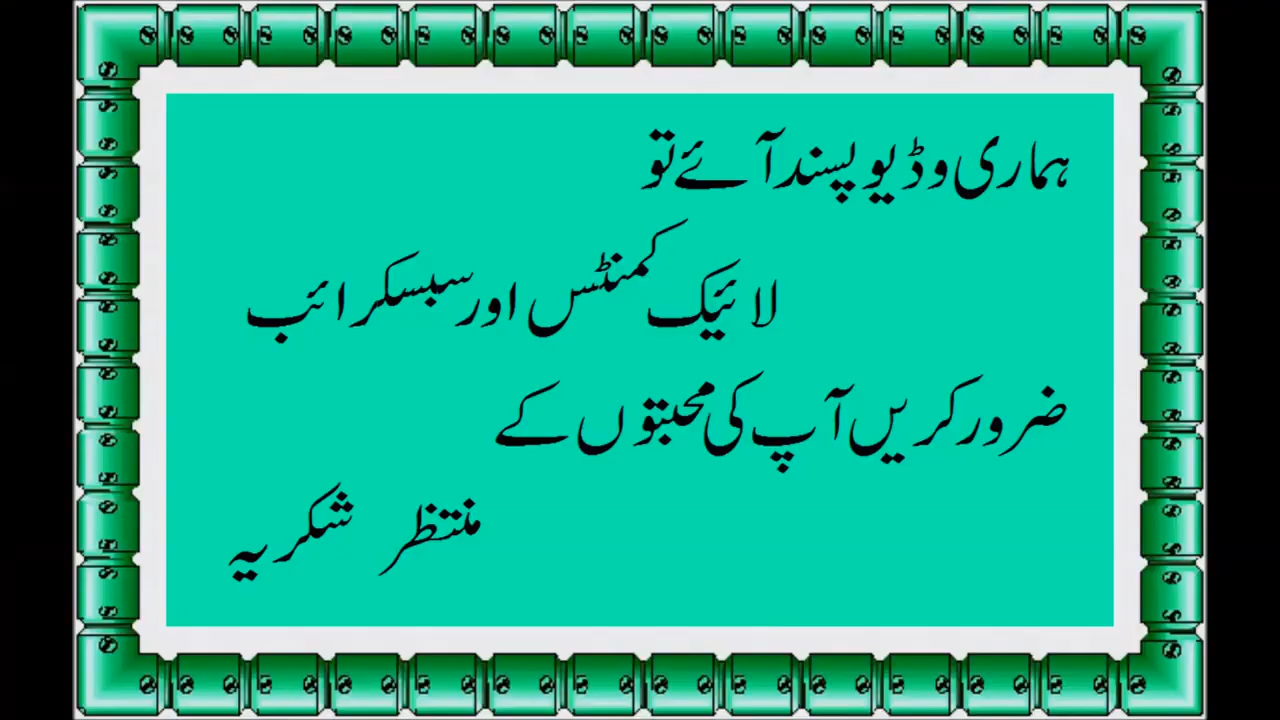 ہماری وڈیو پسند آئے تو
لائیک کمنٹس اور سبسکرائب
ضرور کریں آپ کی محبتوں کے
منتظر شکریہ